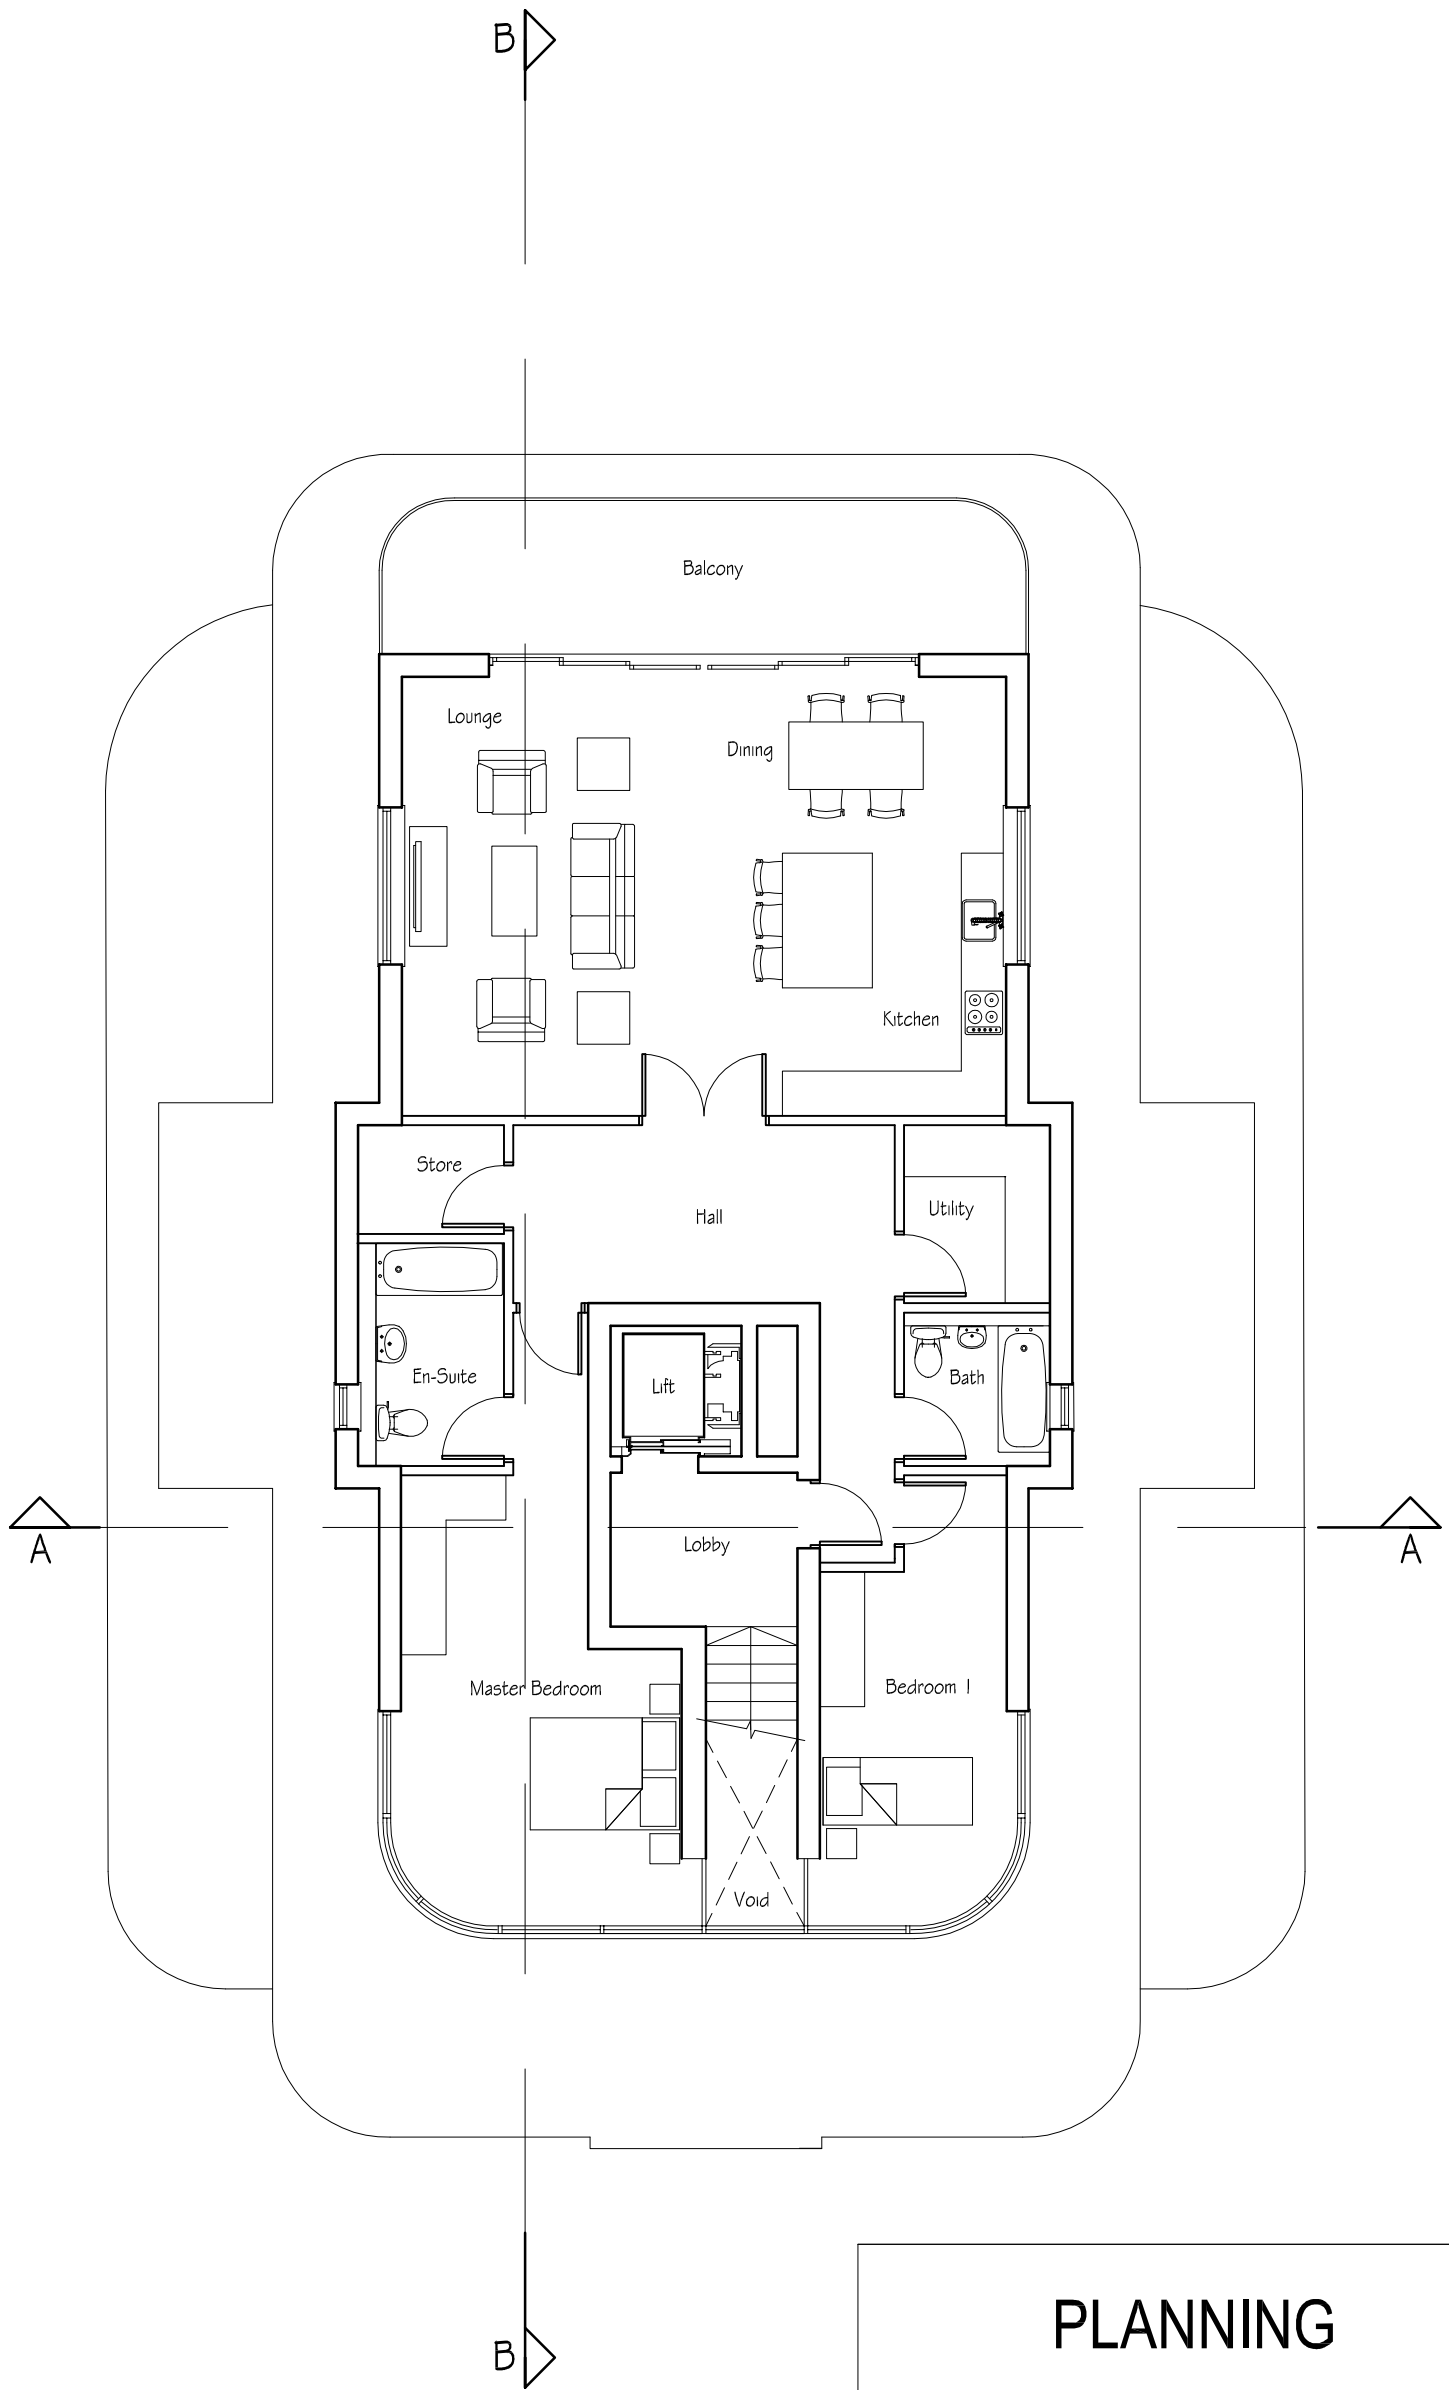 B
Balcony
Lounge
Dining
Kitchen
Store
Utility
Hall
En-Suite
Lift
Bath
A
Lobby
A
Master Bedroom
Bedroom 1
Void
PLANNING
B